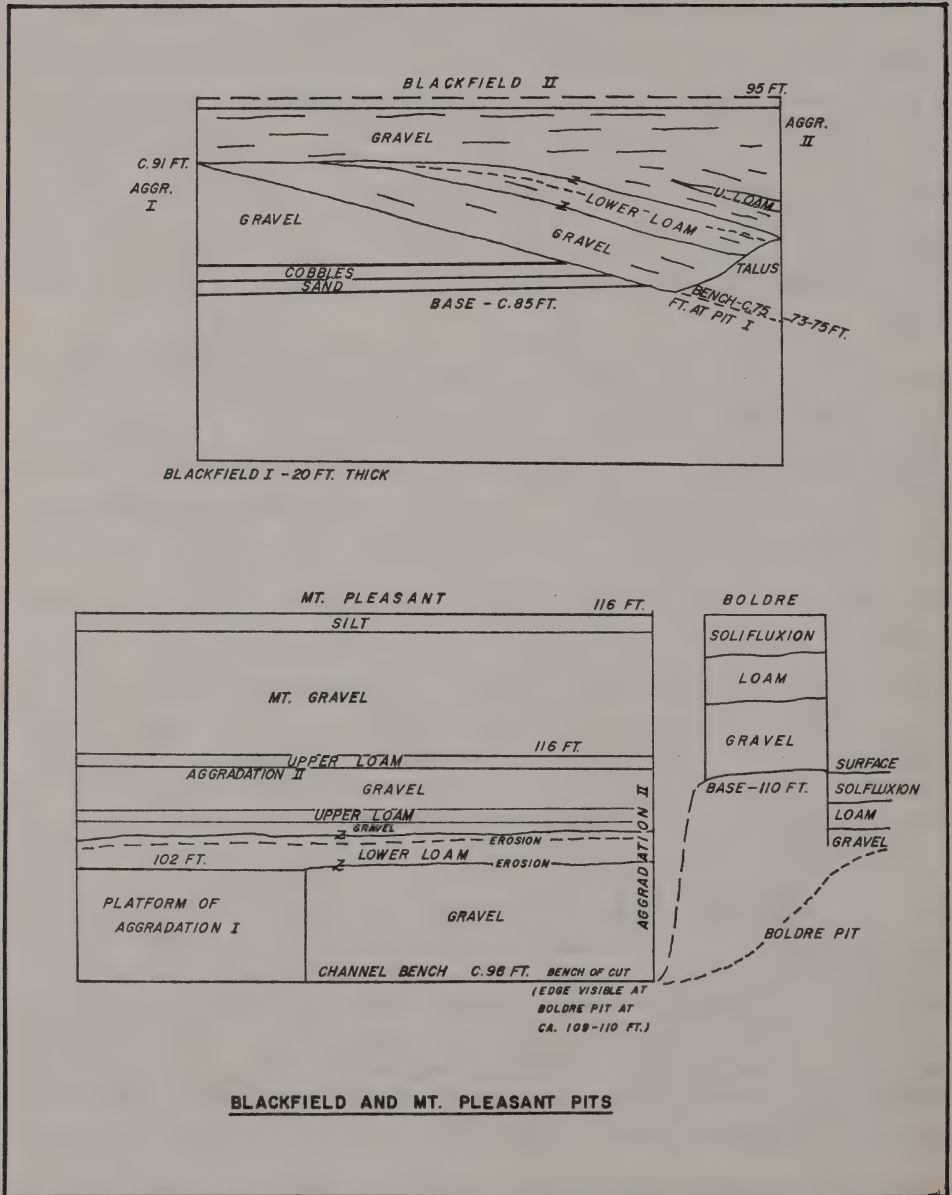 BLACKFIELD II
95 FT.
AGGR.
II
GRAVEL
C.91 FT.
AGGR.
I
U. LOAM
LOWER LOAM
GRAVEL
GRAVEL
TALUS
COBBLES
SAND
BASE - C.85 FT.
BENCH-C.75
FT. AT PIT I
73-75 FT.
BLACKFIELD I - 20 FT. THICK
MT. PLEASANT
116 FT.
SILT
MT. GRAVEL
116 FT.
UPPER LOAM
AGGRADATION II
GRAVEL
UPPER LOAM
GRAVEL
EROSION
102 FT.
LOWER LOAM
EROSION
PLATFORM OF
AGGRADATION I
GRAVEL
AGGRADATION II
CHANNEL BENCH C.96 FT.
BENCH OF CUT
(EDGE VISIBLE AT
BOLDRE PIT AT
CA. 109-110 FT.)
BOLDRE
SOLIFLUXION
LOAM
GRAVEL
BASE-110 FT.
SURFACE
SOLFLUXION
LOAM
GRAVEL
BOLDRE PIT
BLACKFIELD AND MT. PLEASANT PITS